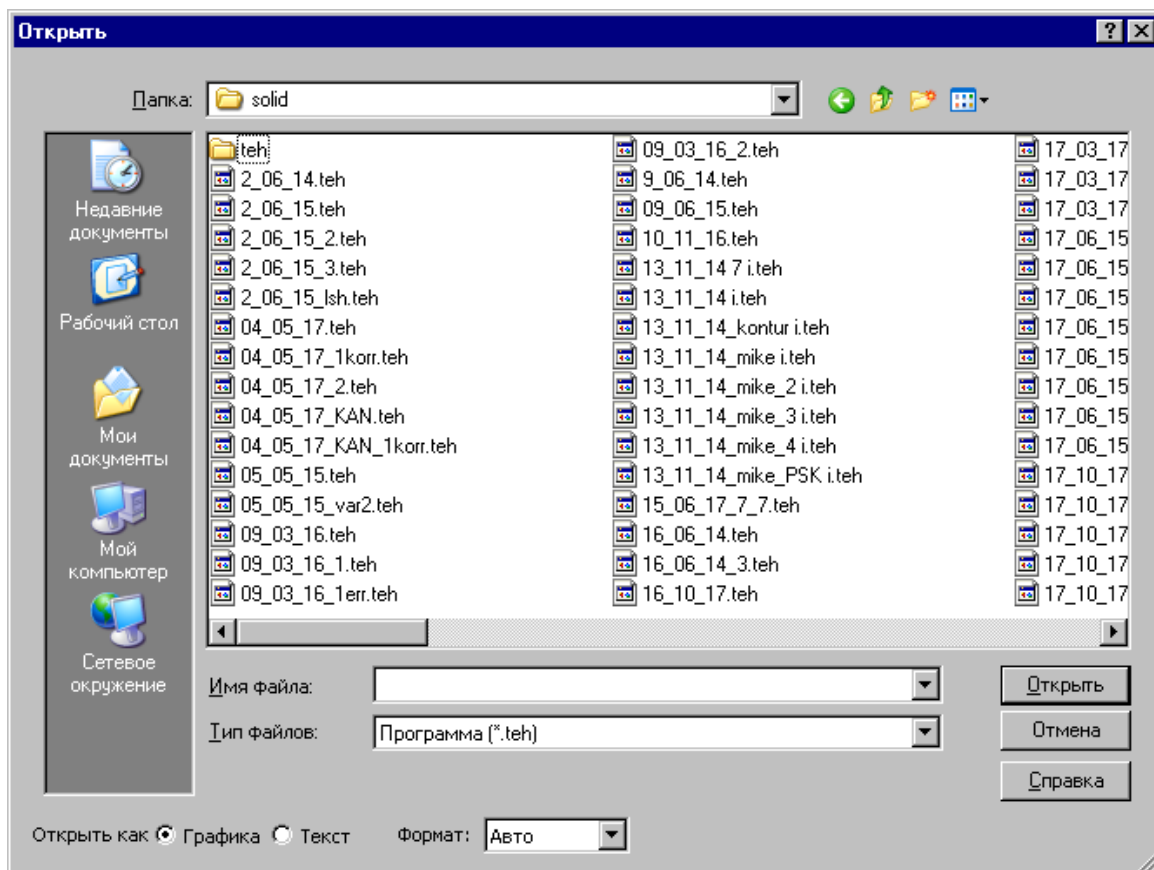 Открыть
Папка: solid
Недавние
документы
Рабочий стол
Мои
документы
Мой
компьютер
Сетевое
окружение
teh
2_06_14.teh
2_06_15.teh
2_06_15_2.teh
2_06_15_3.teh
2_06_15_lsh.teh
04_05_17.teh
04_05_17_1korr.teh
04_05_17_2.teh
04_05_17_KAN.teh
04_05_17_KAN_1korr.teh
05_05_15.teh
05_05_15_var2.teh
09_03_16.teh
09_03_16_1.teh
09_03_16_1err.teh
09_03_16_2.teh
9_06_14.teh
09_06_15.teh
10_11_16.teh
13_11_14 7 i.teh
13_11_14 i.teh
13_11_14_kontur i.teh
13_11_14_mike i.teh
13_11_14_mike_2 i.teh
13_11_14_mike_3 i.teh
13_11_14_mike_4 i.teh
13_11_14_mike_PSK i.teh
15_06_17_7_7.teh
16_06_14.teh
16_06_14_3.teh
16_10_17.teh
17_03_17
17_03_17
17_03_17
17_06_15
17_06_15
17_06_15
17_06_15
17_06_15
17_06_15
17_06_15
17_06_15
17_10_17
17_10_17
17_10_17
17_10_17
17_10_17
Имя файла:
Открыть
Тип файлов: Программа (*.teh)
Отмена
Справка
Открыть как Графика Текст Формат: Авто